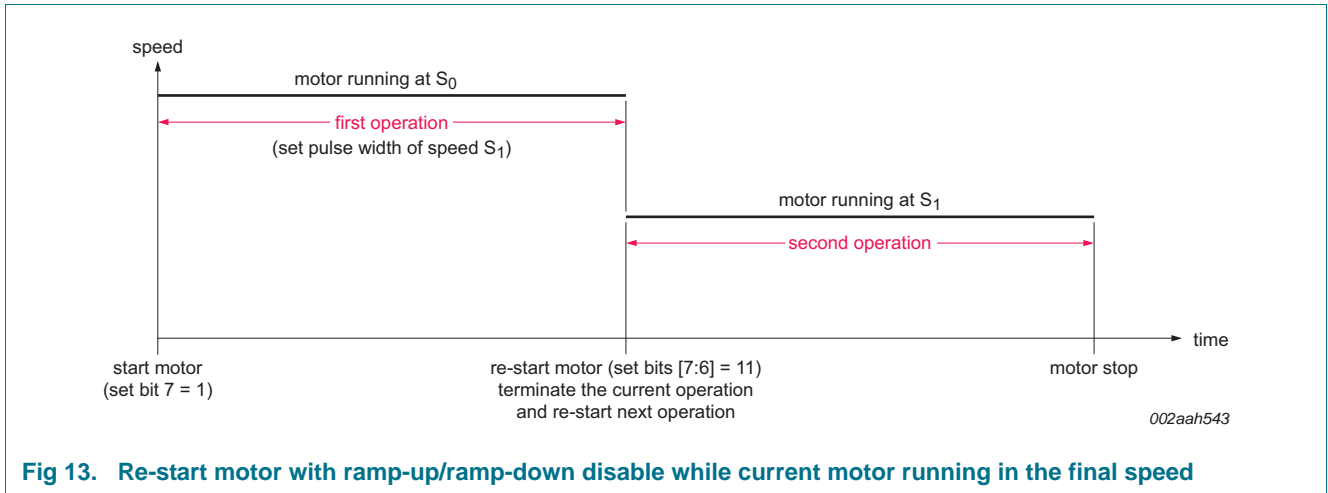 speed
motor running at S0
first operation
(set pulse width of speed S1)
motor running at S1
second operation
time
start motor
(set bit 7 = 1)
re-start motor (set bits [7:6] = 11)
terminate the current operation
and re-start next operation
motor stop
002aah543
Fig 13. Re-start motor with ramp-up/ramp-down disable while current motor running in the final speed